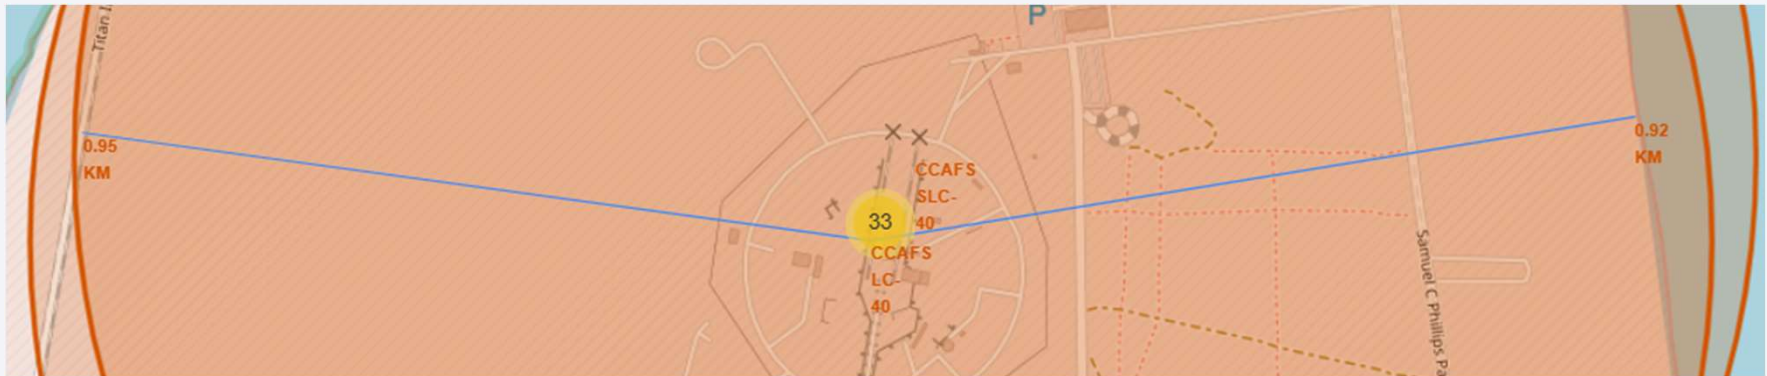 P
Titan I
0.95
KM
0.92
KM
CCAFS
SLC-
40
33
CCAFS
LC-
40
Samuel C Phillips Pa